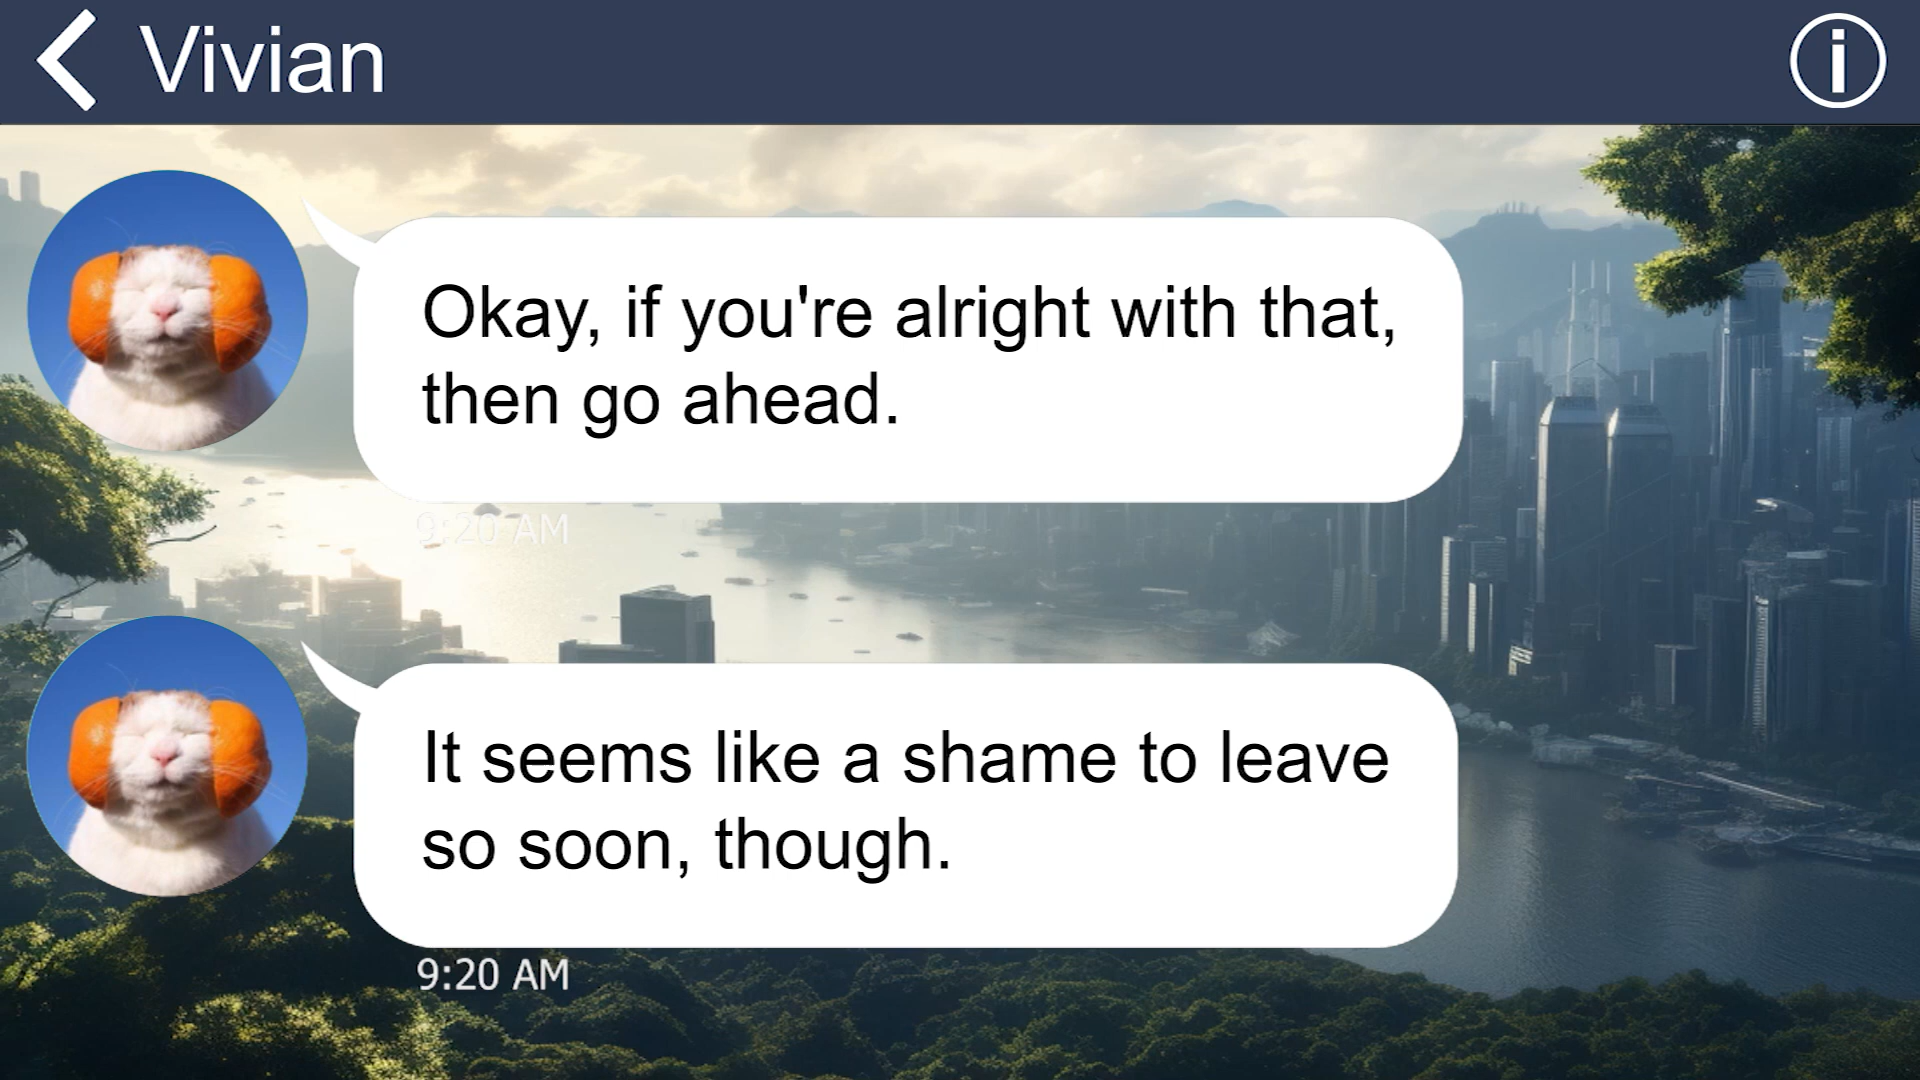 Vivian
Okay, if you're alright with that,
then go ahead.
9:20 AM
It seems like a shame to leave
so soon, though.
9:20 AM